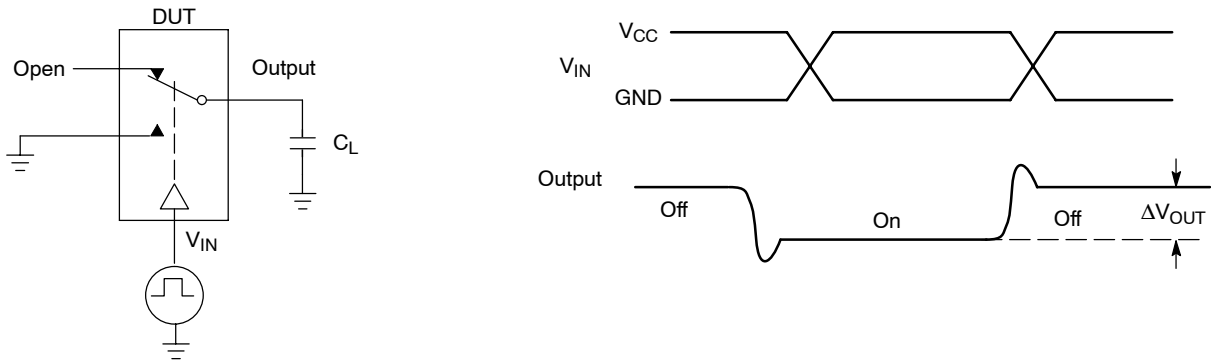 DUT
Open
Output
C_L
V_IN
V_CC
V_IN
GND
Output
Off
On
Off
ΔV_OUT